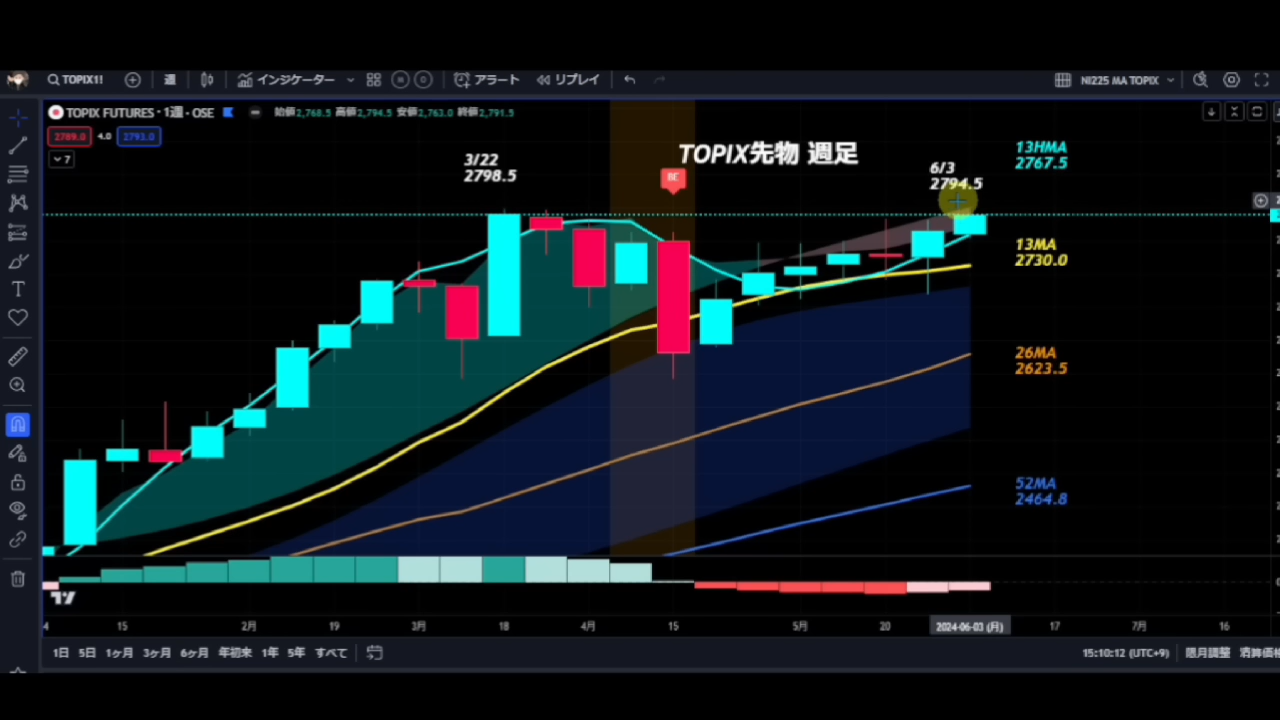 TOPIX1!
週
インジケーター
アラート
リプレイ
NI225 MA TOPIX
TOPIX FUTURES・1週・OSE
始値2,768.5 高値2,794.5 安値2,763.0 終値2,791.5
2789.0 4.0 2793.0
7
3/22
2798.5
TOPIX先物 週足
BE
6/3
2794.5
13HMA
2767.5
13MA
2730.0
26MA
2623.5
52MA
2464.8
4 15 2月 19 3月 18 4月 15 5月 20 2024-06-03 (月) 17 7月 16
1日 5日 1ヶ月 3ヶ月 6ヶ月 年初来 1年 5年 すべて
15:10:12 (UTC+9) 限月調整 清算価格